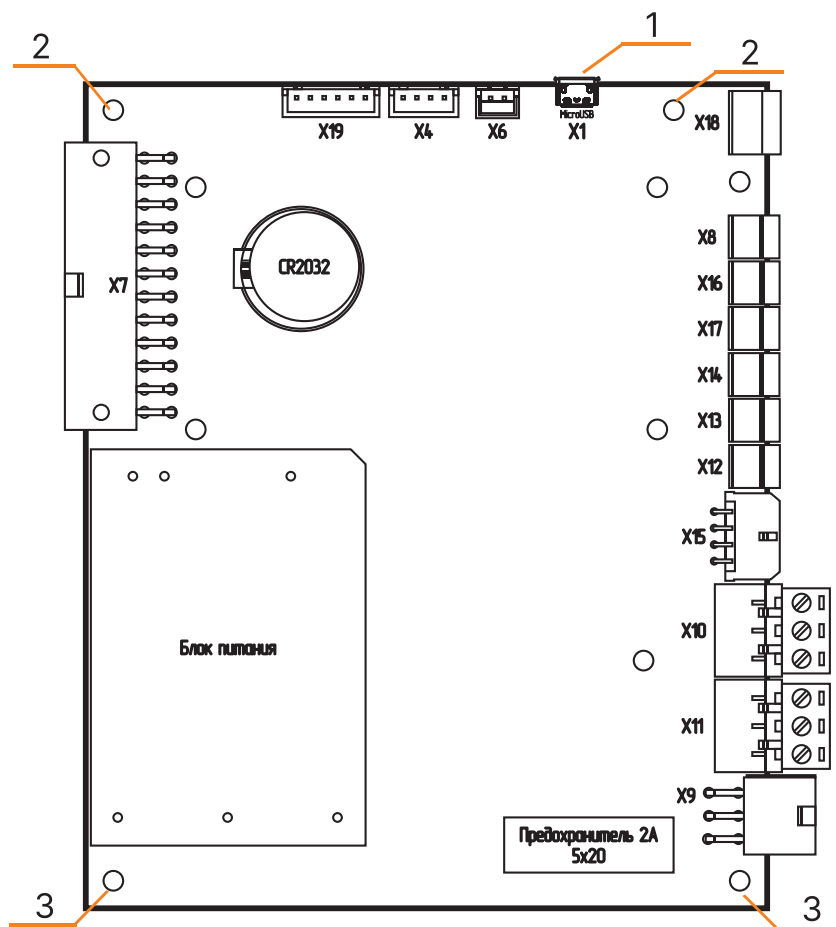 1
2
2
X19
X4
X6
MicroUSB
X1
X18
X7
CR2032
X8
X16
X17
X14
X13
X12
X15
X10
Блок питания
X11
X9
Предохранитель 2А
5x20
3
3